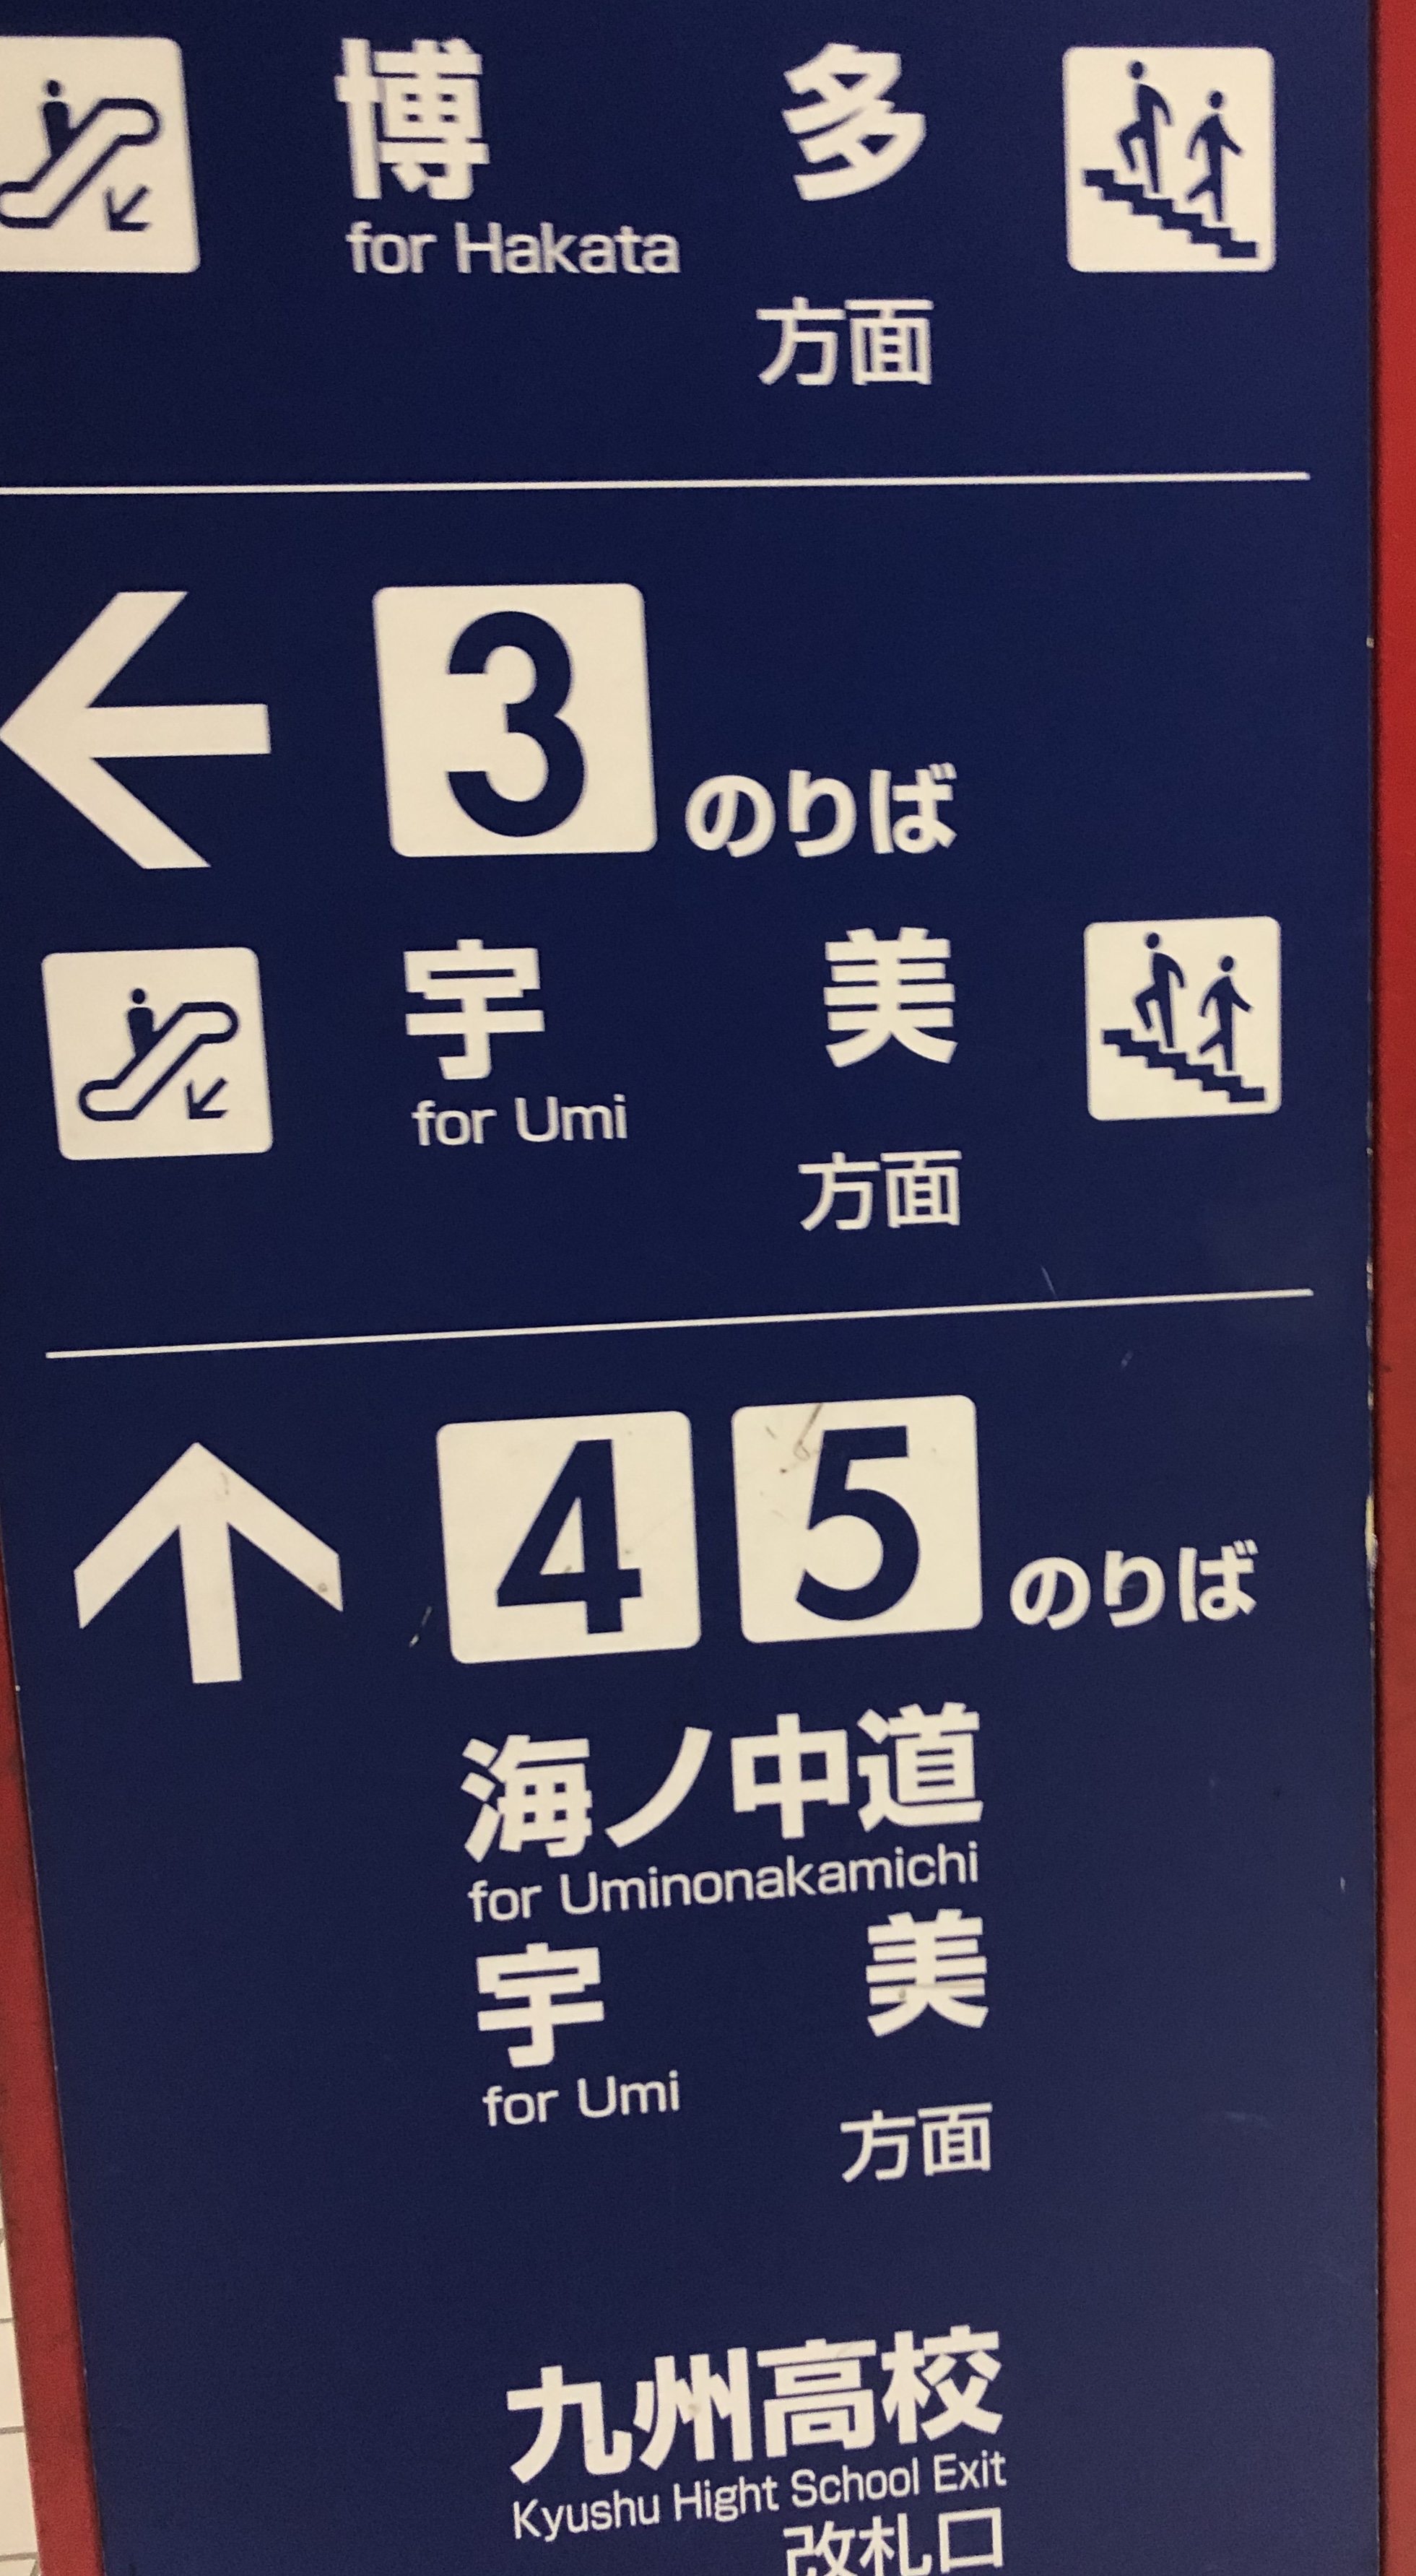 博多
for Hakata
方面
3 のりば
宇美
for Umi
方面
4 5 のりば
海ノ中道
for Uminonakamichi
宇美
for Umi
方面
九州高校
Kyushu Hight School Exit
改札口